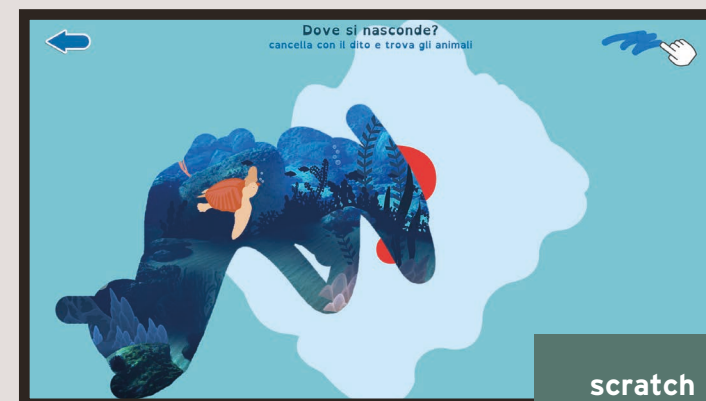 Dove si nasconde?
cancella con il dito e trova gli animali
scratch